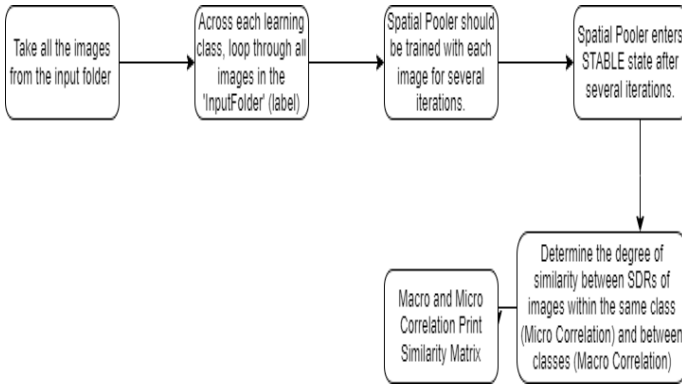 Take all the images
from the input folder
Across each learning
class, loop through all
images in the
'InputFolder' (label)
Spatial Pooler should
be trained with each
image for several
iterations.
Spatial Pooler enters
STABLE state after
several iterations.
Determine the degree of
similarity between SDRs of
images within the same class
(Micro Correlation) and between
classes (Macro Correlation)
Macro and Micro
Correlation Print
Similarity Matrix